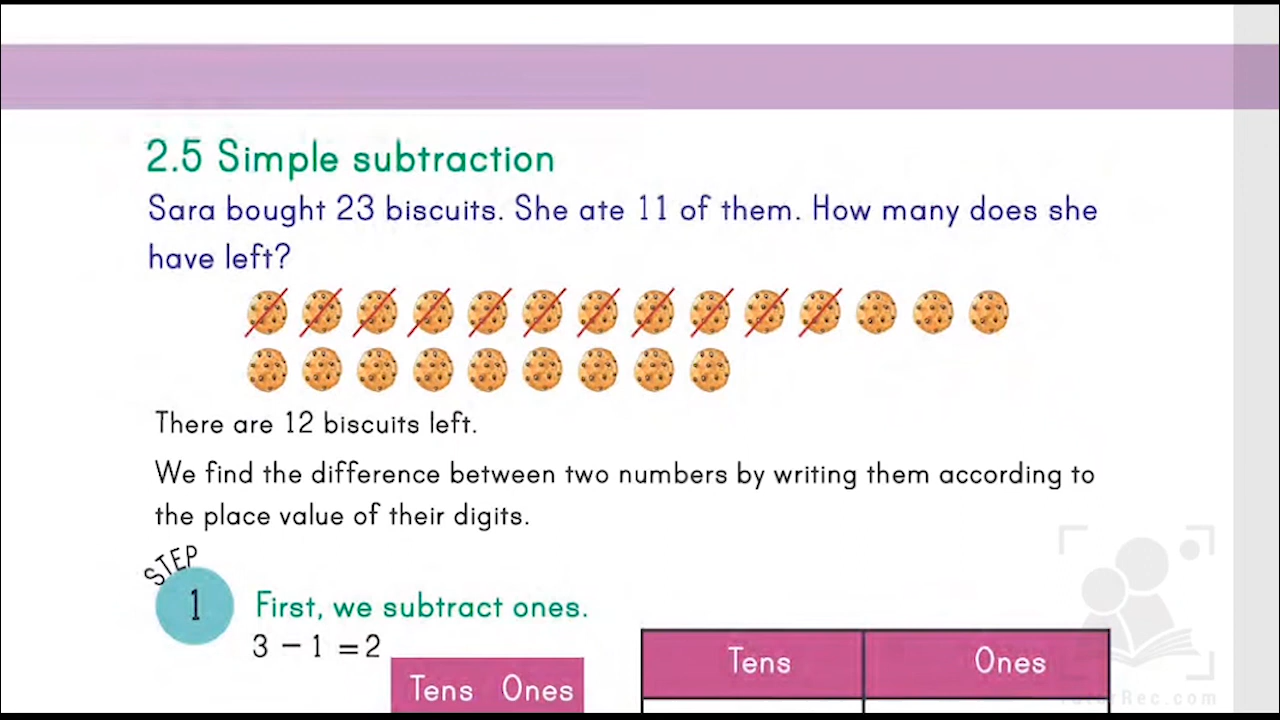 2.5 Simple subtraction
Sara bought 23 biscuits. She ate 11 of them. How many does she
have left?
There are 12 biscuits left.
We find the difference between two numbers by writing them according to
the place value of their digits.
STEP
1
First, we subtract ones.
3 – 1 = 2
Tens Ones
Tens Ones
TutorRec.com